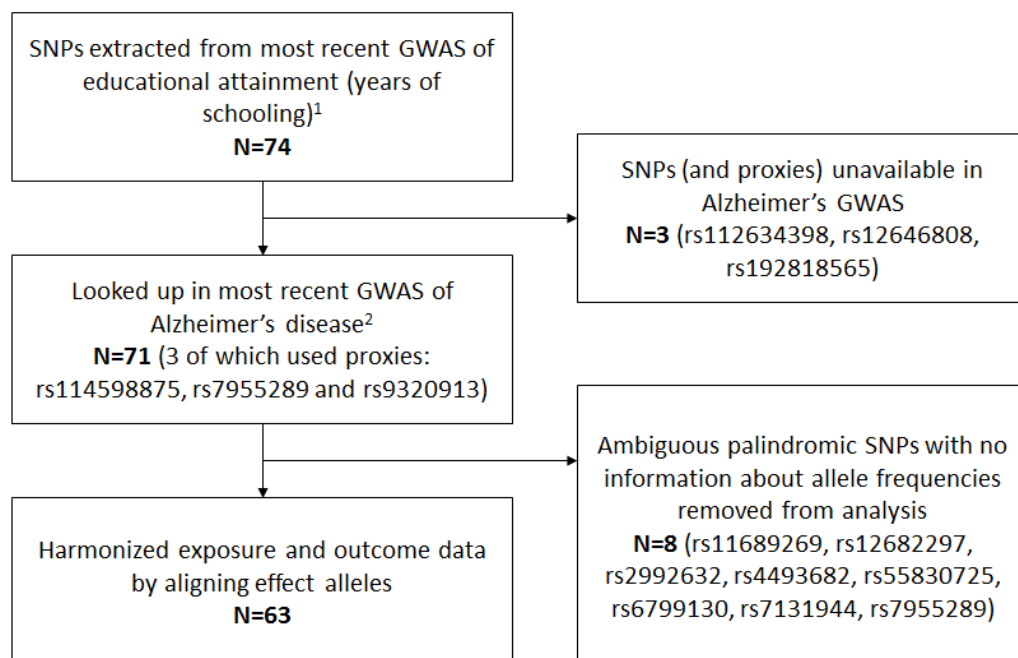 SNPs extracted from most recent GWAS of
educational attainment (years of
schooling)1
N=74
SNPs (and proxies) unavailable in
Alzheimer's GWAS
N=3 (rs112634398, rs12646808,
rs192818565)
Looked up in most recent GWAS of
Alzheimer's disease2
N=71 (3 of which used proxies:
rs114598875, rs7955289 and rs9320913)
Ambiguous palindromic SNPs with no
information about allele frequencies
removed from analysis
N=8 (rs11689269, rs12682297,
rs2992632, rs4493682, rs55830725,
rs6799130, rs7131944, rs7955289)
Harmonized exposure and outcome data
by aligning effect alleles
N=63